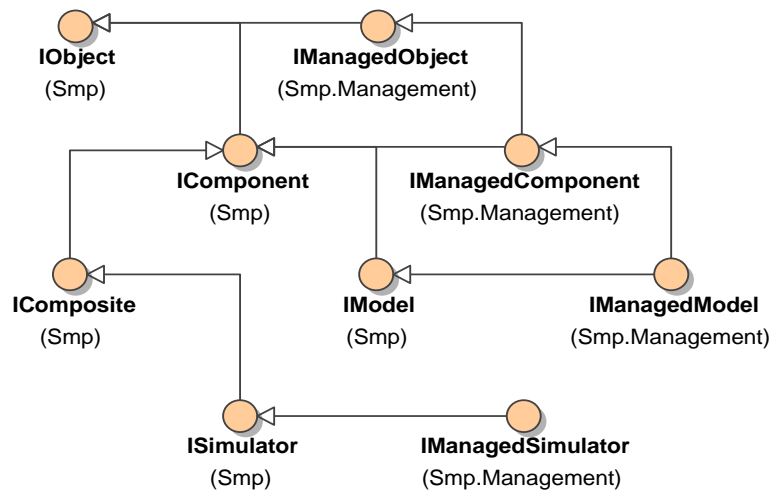 IObject
(Smp)
IManagedObject
(Smp.Management)
IComponent
(Smp)
IManagedComponent
(Smp.Management)
IComposite
(Smp)
IModel
(Smp)
IManagedModel
(Smp.Management)
ISimulator
(Smp)
IManagedSimulator
(Smp.Management)